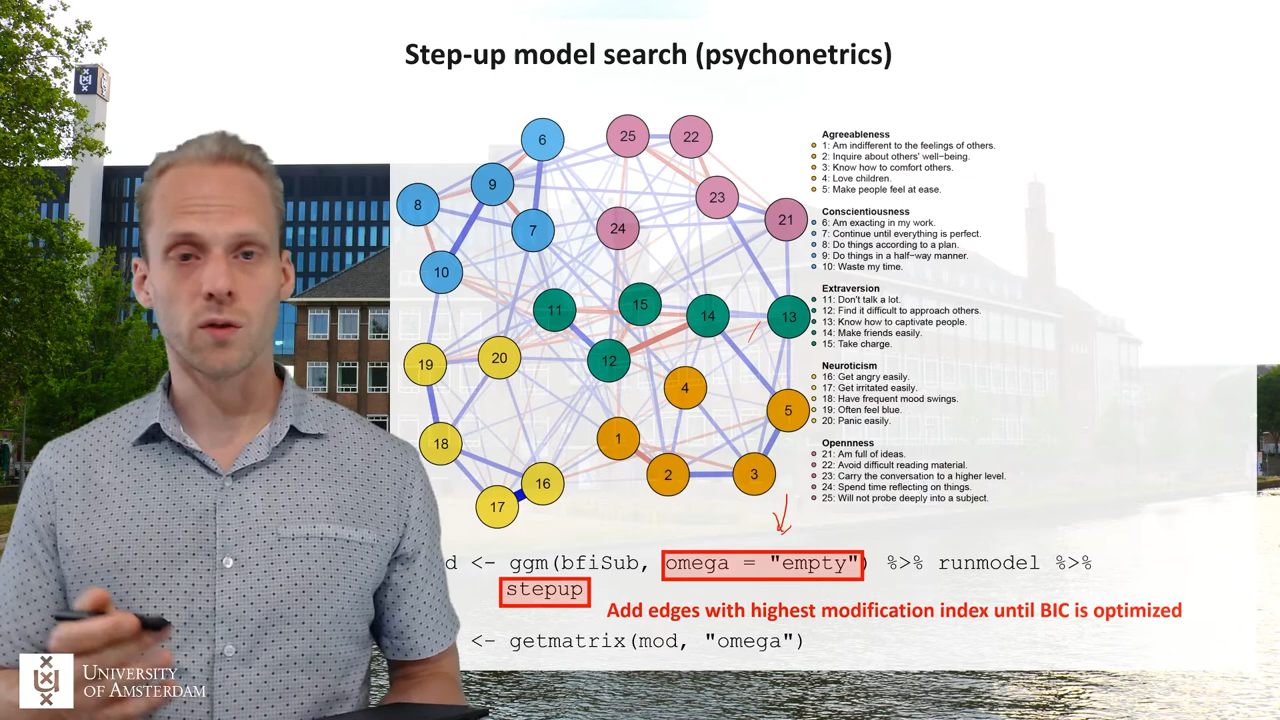 Step-up model search (psychonetrics)
6
25
22
9
8
23
7
24
21
10
11
15
14
13
12
19
20
4
5
18
1
2
3
16
17
Agreeableness
1: Am indifferent to the feelings of others.
2: Inquire about others' well−being.
3: Know how to comfort others.
4: Love children.
5: Make people feel at ease.
Conscientiousness
6: Am exacting in my work.
7: Continue until everything is perfect.
8: Do things according to a plan.
9: Do things in a half−way manner.
10: Waste my time.
Extraversion
11: Don't talk a lot.
12: Find it difficult to approach others.
13: Know how to captivate people.
14: Make friends easily.
15: Take charge.
Neuroticism
16: Get angry easily.
17: Get irritated easily.
18: Have frequent mood swings.
19: Often feel blue.
20: Panic easily.
Opennness
21: Am full of ideas.
22: Avoid difficult reading material.
23: Carry the conversation to a higher level.
24: Spend time reflecting on things.
25: Will not probe deeply into a subject.
d <- ggm(bfiSub, omega = "empty") %>% runmodel %>%
stepup
Add edges with highest modification index until BIC is optimized
<- getmatrix(mod, "omega")
UNIVERSITY
OF AMSTERDAM